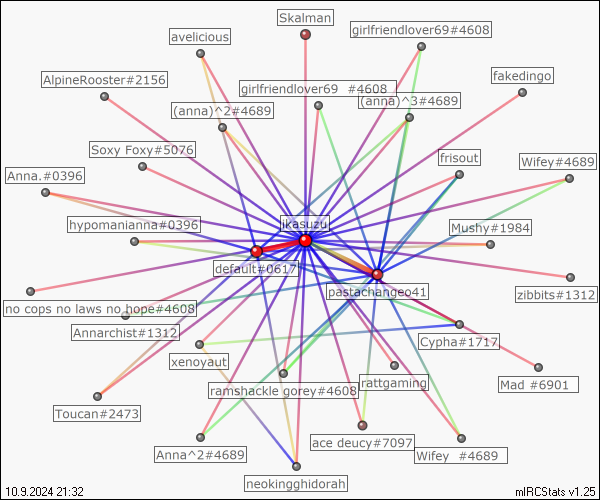 Skalman
girlfriendlover69#4608
avelicious
fakedingo
AlpineRooster#2156
girlfriendlover69 #4608
(anna)^3#4689
(anna)^2#4689
Soxy Foxy#5076
frisout
Wifey#4689
Anna.#0396
hypomanianna#0396
jkasuzu
Mushy#1984
default#0617
pastachangeo41
zibbits#1312
no cops no laws no hope#4608
Annarchist#1312
Cypha#1717
xenoyaut
rattgaming
Mad #6901
ramshackle gorey#4608
Toucan#2473
ace deucy#7097
Anna^2#4689
Wifey #4689
neokingghidorah
10.9.2024 21:32
mIRCStats v1.25